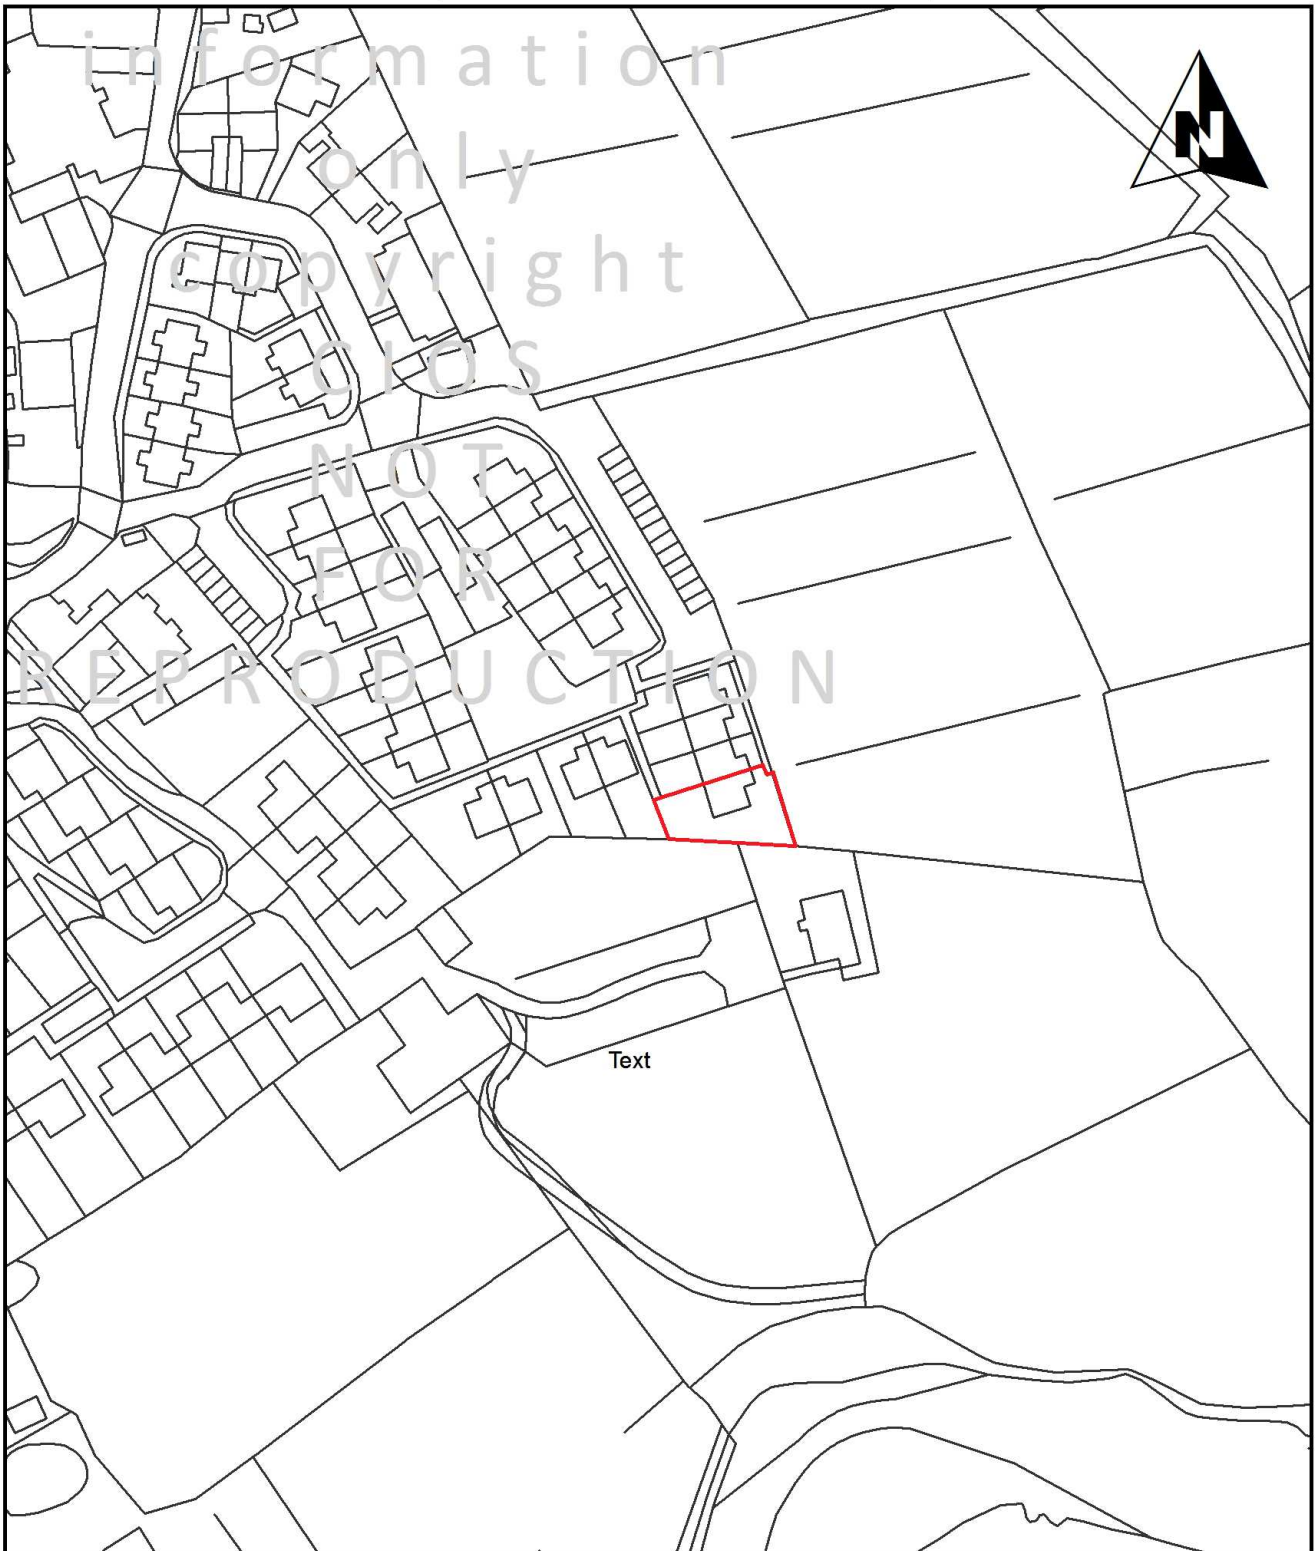 information
only
copyright
CIOS
NOT
FOR
REPRODUCTION
N
Text